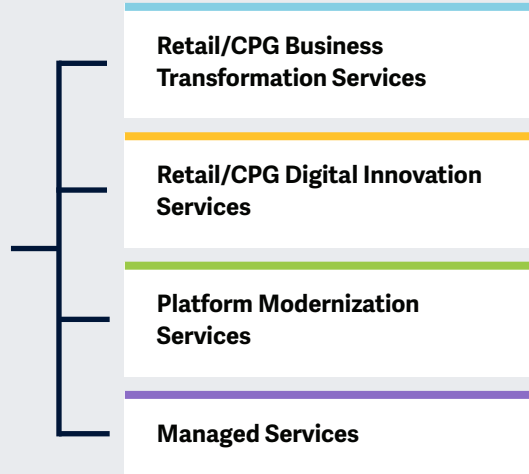 Retail/CPG Business
Transformation Services
Retail/CPG Digital Innovation
Services
Platform Modernization
Services
Managed Services